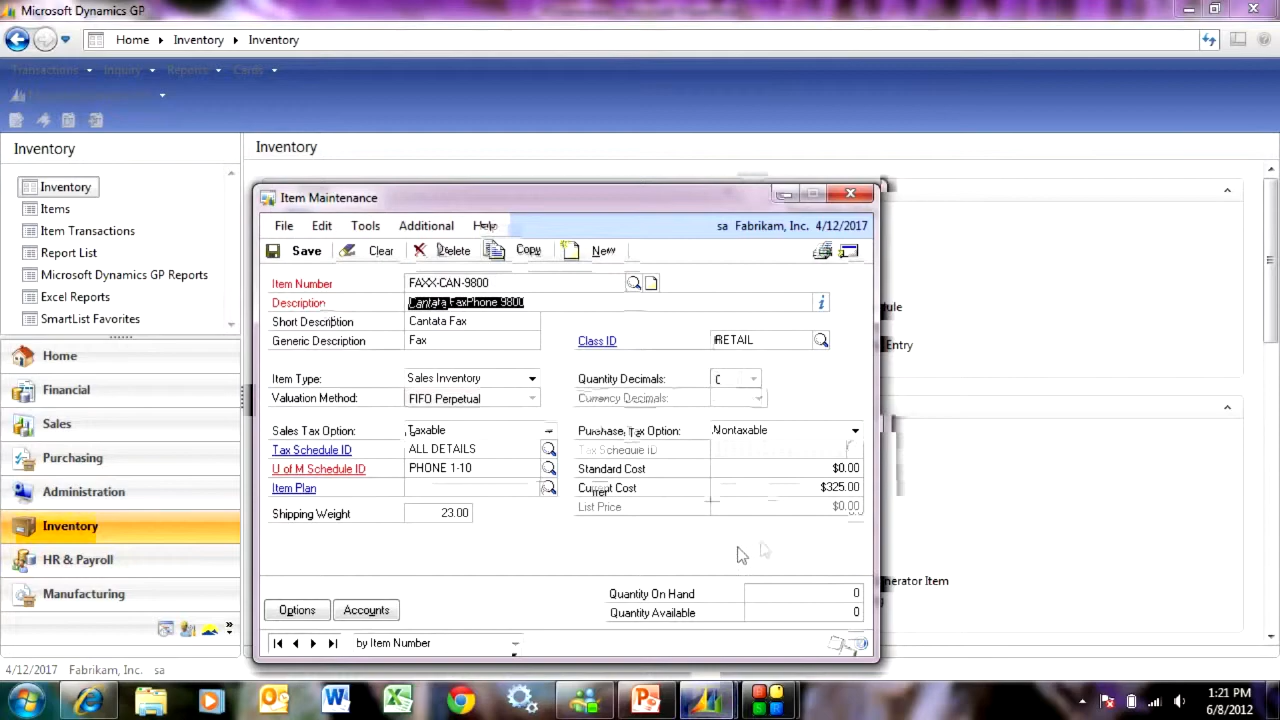 Microsoft Dynamics GP
Home Inventory Inventory
Transactions Inquiry Reports Cards
Inventory
Inventory
Inventory
Items
Item Transactions
Report List
Microsoft Dynamics GP Reports
Excel Reports
SmartList Favorites
Home
Financial
Sales
Purchasing
Administration
Inventory
HR & Payroll
Manufacturing
Item Maintenance
File Edit Tools Additional Help sa Fabrikam, Inc. 4/12/2017
Save Clear Delete Copy New
Item Number FAXX-CAN-9800
Description Cantata FaxPhone 9800
Short Description Cantata Fax
Generic Description Fax Class ID RETAIL
Item Type: Sales Inventory Quantity Decimals:
Valuation Method: FIFO Perpetual Currency Decimals:
Sales Tax Option: Taxable Purchase Tax Option: Nontaxable
Tax Schedule ID ALL DETAILS Tax Schedule ID
U of M Schedule ID PHONE 1-10 Standard Cost $0.00
Item Plan Current Cost $325.00
List Price $0.00
Shipping Weight 23.00
Quantity On Hand 0
Options Accounts Quantity Available 0
by Item Number
Entry
4/12/2017 Fabrikam, Inc. sa
1:21 PM
6/8/2012